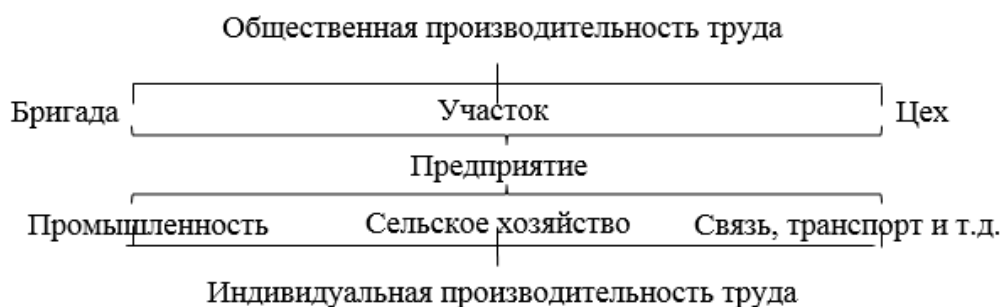 Общественная производительность труда
Бригада Участок Цех
Предприятие
Промышленность Сельское хозяйство Связь, транспорт и т.д.
Индивидуальная производительность труда